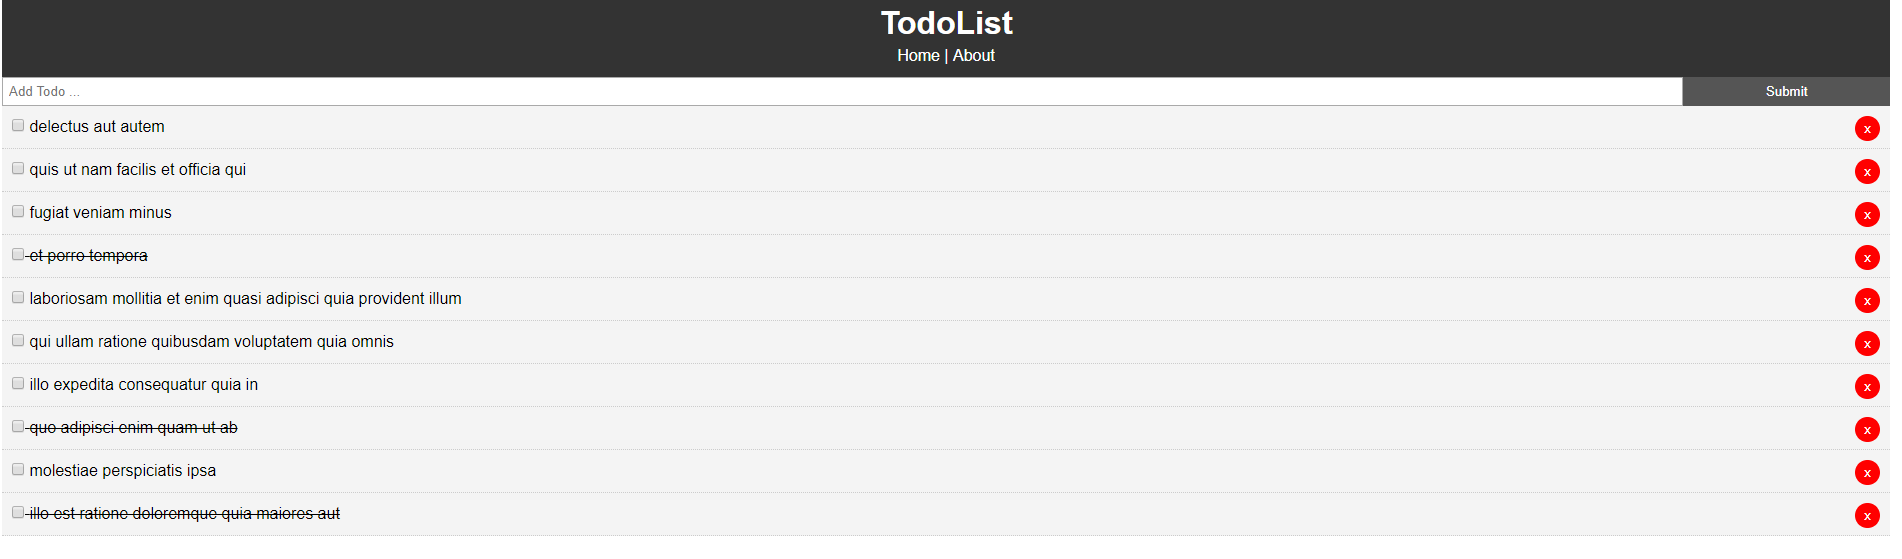 TodoList
Home | About
Add Todo ...
Submit
delectus aut autem
x
quis ut nam facilis et officia qui
x
fugiat veniam minus
x
et porro tempora
x
laboriosam mollitia et enim quasi adipisci quia provident illum
x
qui ullam ratione quibusdam voluptatem quia omnis
x
illo expedita consequatur quia in
x
quo adipisci enim quam ut ab
x
molestiae perspiciatis ipsa
x
illo est ratione doloremque quia maiores aut
x